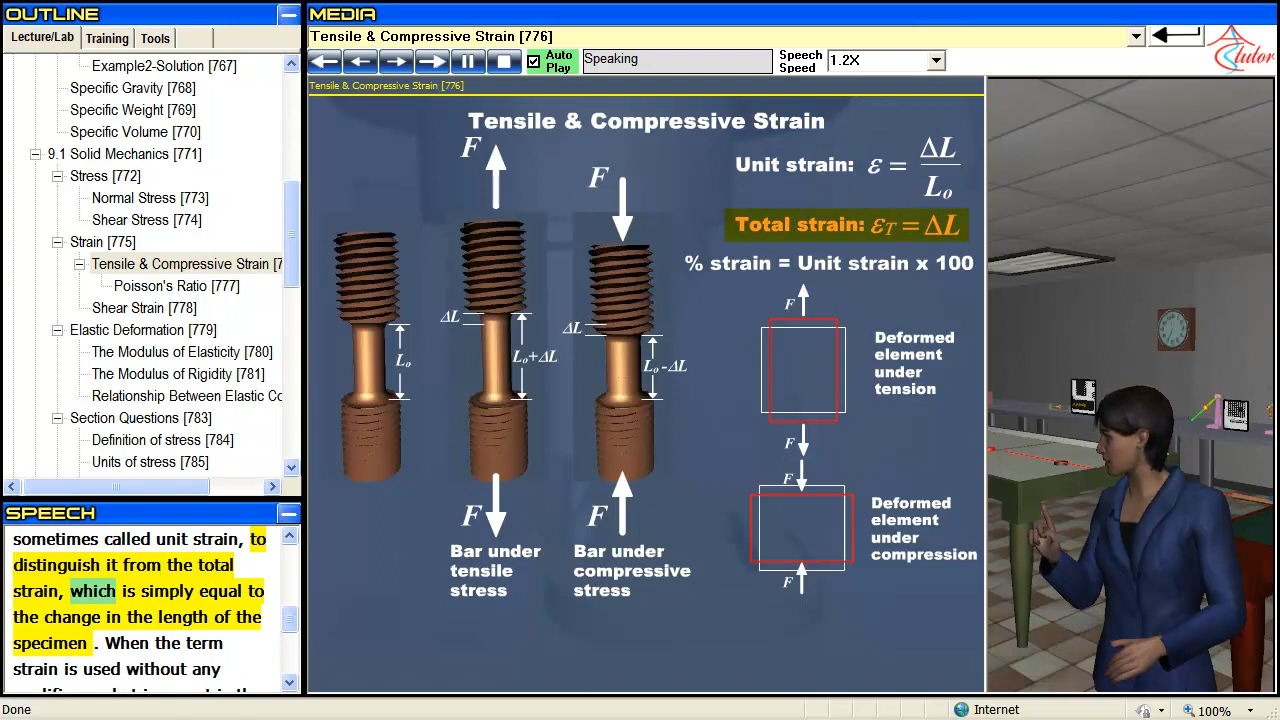 OUTLINE
Lecture/Lab Training Tools
Example2-Solution [767]
Specific Gravity [768]
Specific Weight [769]
Specific Volume [770]
9.1 Solid Mechanics [771]
Stress [772]
Normal Stress [773]
Shear Stress [774]
Strain [775]
Tensile & Compressive Strain [7
Poisson's Ratio [777]
Shear Strain [778]
Elastic Deformation [779]
The Modulus of Elasticity [780]
The Modulus of Rigidity [781]
Relationship Between Elastic Co
Section Questions [783]
Definition of stress [784]
Units of stress [785]
SPEECH
sometimes called unit strain, to
distinguish it from the total
strain, which is simply equal to
the change in the length of the
specimen . When the term
strain is used without any
MEDIA
Tensile & Compressive Strain [776]
Auto
Play
Speaking
Speech
Speed
1.2X
etutor
Tensile & Compressive Strain [776]
Tensile & Compressive Strain
F
F
Unit strain: ε = ΔL / Lo
Total strain: εT = ΔL
% strain = Unit strain x 100
ΔL
ΔL
Lo
Lo+ΔL
Lo-ΔL
F
Deformed
element
under
tension
F
F
Deformed
element
under
compression
F
F
F
Bar under
tensile
stress
Bar under
compressive
stress
Done
Internet
100%